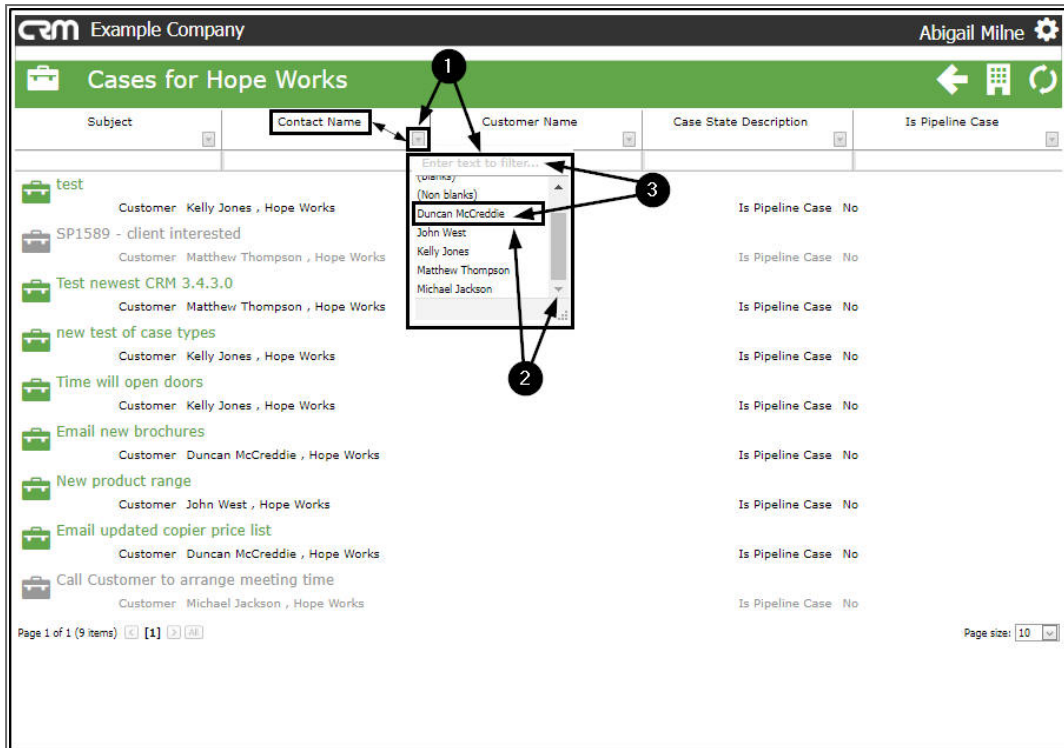 CRM Example Company Abigail Milne
Cases for Hope Works
1
Subject Contact Name Customer Name Case State Description Is Pipeline Case
Enter text to filter...
(Blanks)
(Non blanks)
Duncan McCreddie
John West
Kelly Jones
Matthew Thompson
Michael Jackson
3
2
test
Customer Kelly Jones , Hope Works Is Pipeline Case No
SP1589 - client interested
Customer Matthew Thompson , Hope Works Is Pipeline Case No
Test newest CRM 3.4.3.0
Customer Matthew Thompson , Hope Works Is Pipeline Case No
new test of case types
Customer Kelly Jones , Hope Works Is Pipeline Case No
Time will open doors
Customer Kelly Jones , Hope Works Is Pipeline Case No
Email new brochures
Customer Duncan McCreddie , Hope Works Is Pipeline Case No
New product range
Customer John West , Hope Works Is Pipeline Case No
Email updated copier price list
Customer Duncan McCreddie , Hope Works Is Pipeline Case No
Call Customer to arrange meeting time
Customer Michael Jackson , Hope Works Is Pipeline Case No
Page 1 of 1 (9 items) [1] All Page size: 10